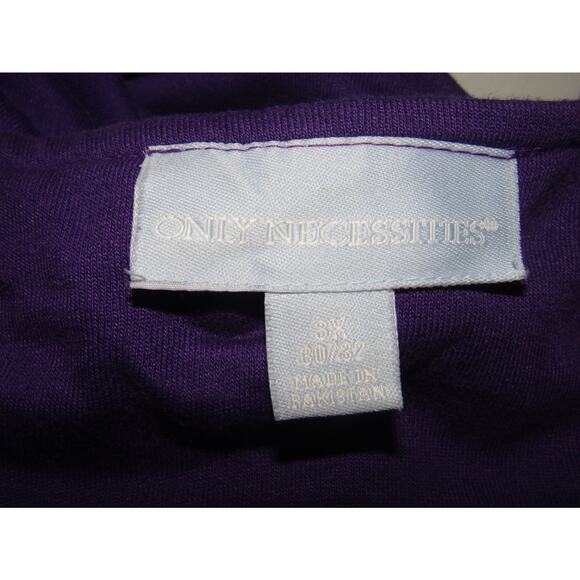 ONLY NECESSITIES®
3X
30/32
MADE IN
PAKISTAN